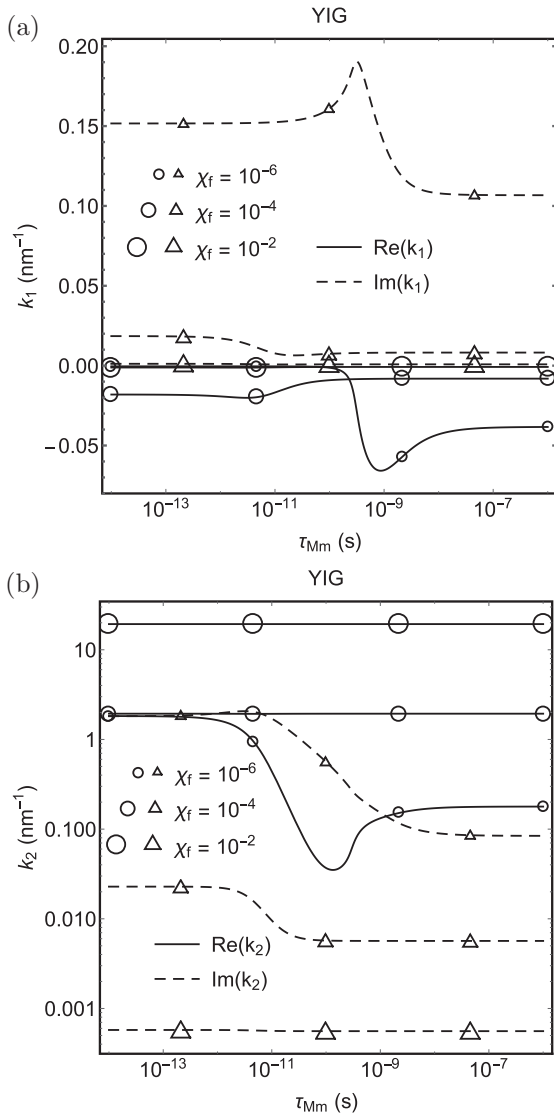 YIG
(a)
0.20
0.15
0.10
0.05
0.00
−0.05
k₁ (nm⁻¹)
χf = 10⁻⁶
χf = 10⁻⁴
χf = 10⁻²
Re(k₁)
Im(k₁)
10⁻¹³ 10⁻¹¹ 10⁻⁹ 10⁻⁷
τMm (s)
YIG
(b)
10
1
0.100
0.010
0.001
k₂ (nm⁻¹)
χf = 10⁻⁶
χf = 10⁻⁴
χf = 10⁻²
Re(k₂)
Im(k₂)
10⁻¹³ 10⁻¹¹ 10⁻⁹ 10⁻⁷
τMm (s)